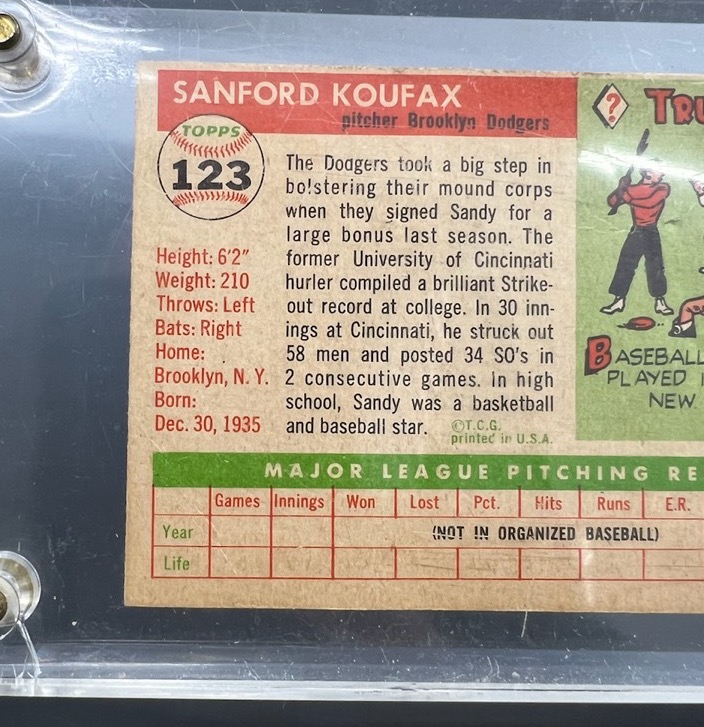 SANFORD KOUFAX
pitcher Brooklyn Dodgers
TOPPS
123
The Dodgers took a big step in
bolstering their mound corps
when they signed Sandy for a
large bonus last season. The
former University of Cincinnati
hurler compiled a brilliant Strike-
out record at college. In 30 inn-
ings at Cincinnati, he struck out
58 men and posted 34 SO's in
2 consecutive games. In high
school, Sandy was a basketball
and baseball star.
©T.C.G.
printed in U.S.A.
Height: 6'2"
Weight: 210
Throws: Left
Bats: Right
Home:
Brooklyn, N. Y.
Born:
Dec. 30, 1935
?
TRU
BASEBALL
PLAYED
NEW
MAJOR LEAGUE PITCHING RE
Games Innings Won Lost Pct. Hits Runs E.R.
Year (NOT IN ORGANIZED BASEBALL)
Life